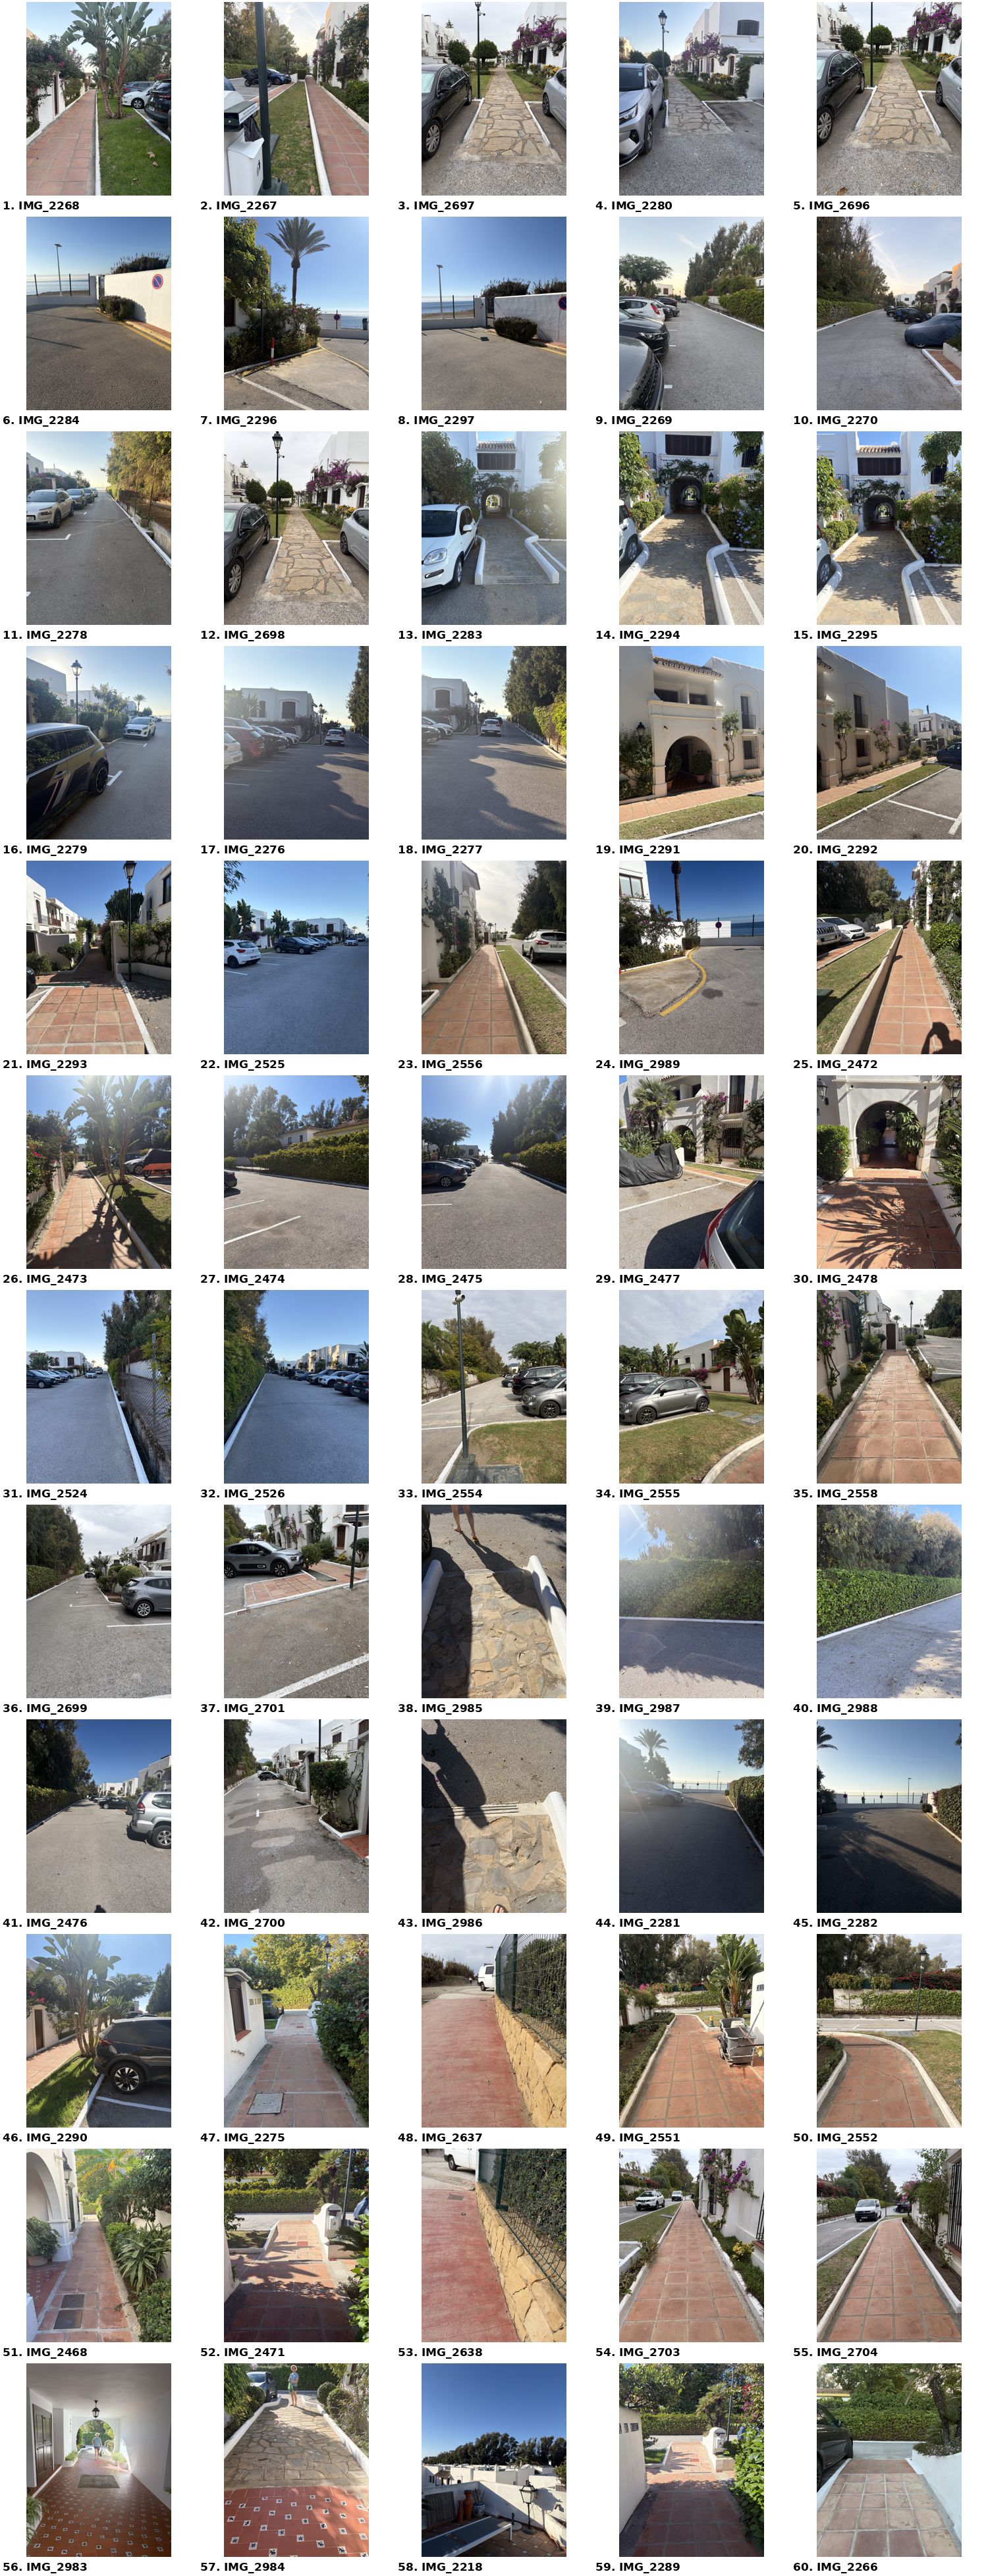 1. IMG_2268
2. IMG_2267
3. IMG_2697
4. IMG_2280
5. IMG_2696
6. IMG_2284
7. IMG_2296
8. IMG_2297
9. IMG_2269
10. IMG_2270
11. IMG_2278
12. IMG_2698
13. IMG_2283
14. IMG_2294
15. IMG_2295
16. IMG_2279
17. IMG_2276
18. IMG_2277
19. IMG_2291
20. IMG_2292
21. IMG_2293
22. IMG_2525
23. IMG_2556
24. IMG_2989
25. IMG_2472
26. IMG_2473
27. IMG_2474
28. IMG_2475
29. IMG_2477
30. IMG_2478
31. IMG_2524
32. IMG_2526
33. IMG_2554
34. IMG_2555
35. IMG_2558
36. IMG_2699
37. IMG_2701
38. IMG_2985
39. IMG_2987
40. IMG_2988
41. IMG_2476
42. IMG_2700
43. IMG_2986
44. IMG_2281
45. IMG_2282
46. IMG_2290
47. IMG_2275
48. IMG_2637
49. IMG_2551
50. IMG_2552
51. IMG_2468
52. IMG_2471
53. IMG_2638
54. IMG_2703
55. IMG_2704
56. IMG_2983
57. IMG_2984
58. IMG_2218
59. IMG_2289
60. IMG_2266